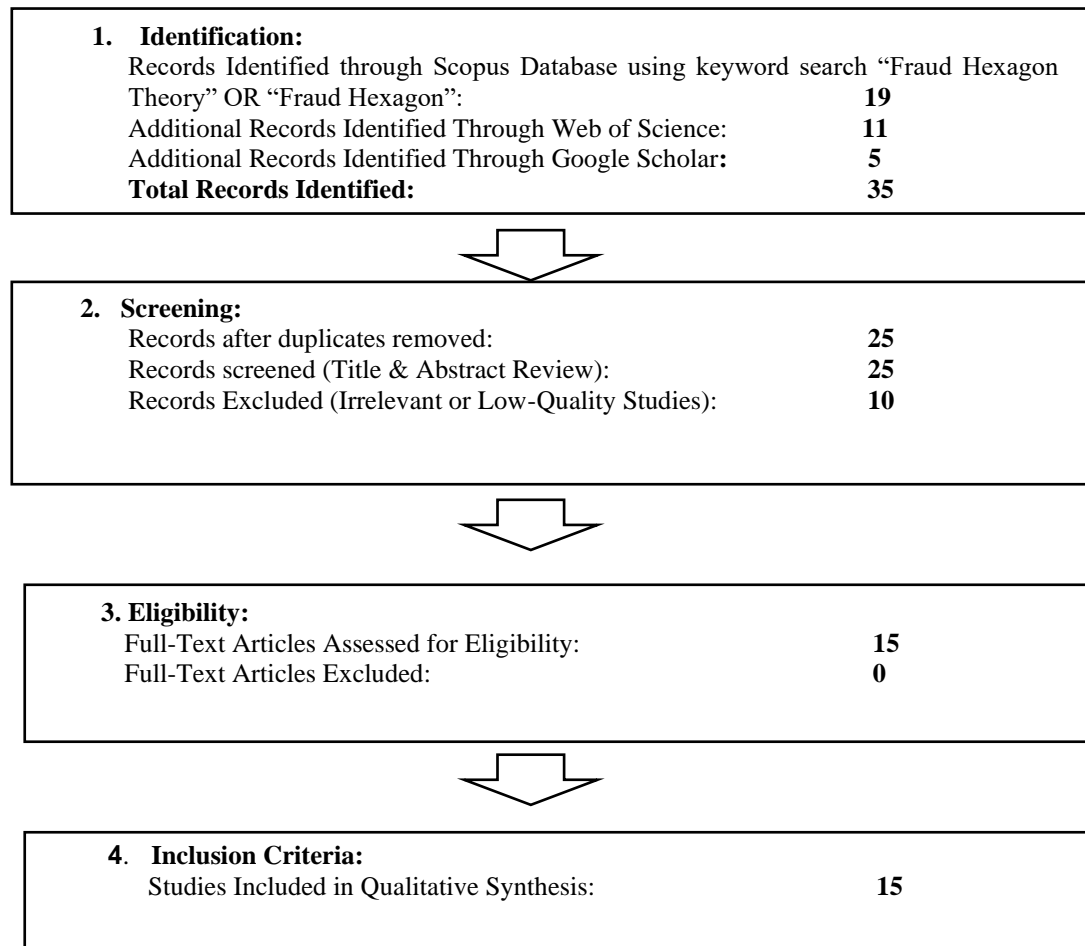 1. Identification:
Records Identified through Scopus Database using keyword search “Fraud Hexagon
Theory” OR “Fraud Hexagon”: 19
Additional Records Identified Through Web of Science: 11
Additional Records Identified Through Google Scholar: 5
Total Records Identified: 35
2. Screening:
Records after duplicates removed: 25
Records screened (Title & Abstract Review): 25
Records Excluded (Irrelevant or Low-Quality Studies): 10
3. Eligibility:
Full-Text Articles Assessed for Eligibility: 15
Full-Text Articles Excluded: 0
4. Inclusion Criteria:
Studies Included in Qualitative Synthesis: 15